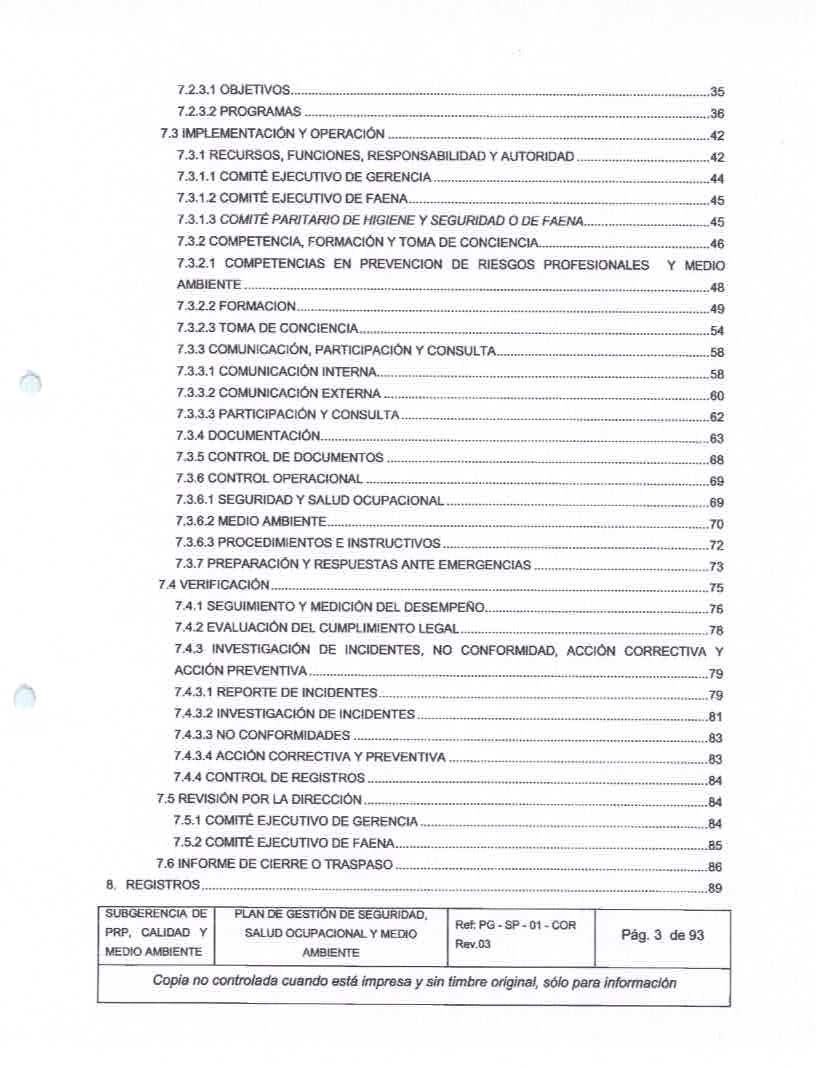 7.2.3.1 OBJETIVOS....................35
7.2.3.2 PROGRAMAS ....................36
7.3 IMPLEMENTACIÓN Y OPERACIÓN ....................42
7.3.1 RECURSOS, FUNCIONES, RESPONSABILIDAD Y AUTORIDAD ....................42
7.3.1.1 COMITÉ EJECUTIVO DE GERENCIA ....................44
7.3.1.2 COMITÉ EJECUTIVO DE FAENA....................45
7.3.1.3 COMITÉ PARITARIO DE HIGIENE Y SEGURIDAD O DE FAENA....................45
7.3.2 COMPETENCIA, FORMACIÓN Y TOMA DE CONCIENCIA....................46
7.3.2.1 COMPETENCIAS EN PREVENCION DE RIESGOS PROFESIONALES Y MEDIO
AMBIENTE ....................48
7.3.2.2 FORMACION....................49
7.3.2.3 TOMA DE CONCIENCIA....................54
7.3.3 COMUNICACIÓN, PARTICIPACIÓN Y CONSULTA....................58
7.3.3.1 COMUNICACIÓN INTERNA....................58
7.3.3.2 COMUNICACIÓN EXTERNA ....................60
7.3.3.3 PARTICIPACIÓN Y CONSULTA ....................62
7.3.4 DOCUMENTACIÓN....................63
7.3.5 CONTROL DE DOCUMENTOS ....................68
7.3.6 CONTROL OPERACIONAL ....................69
7.3.6.1 SEGURIDAD Y SALUD OCUPACIONAL ....................69
7.3.6.2 MEDIO AMBIENTE....................70
7.3.6.3 PROCEDIMIENTOS E INSTRUCTIVOS ....................72
7.3.7 PREPARACIÓN Y RESPUESTAS ANTE EMERGENCIAS ....................73
7.4 VERIFICACIÓN ....................75
7.4.1 SEGUIMIENTO Y MEDICIÓN DEL DESEMPEÑO....................76
7.4.2 EVALUACIÓN DEL CUMPLIMIENTO LEGAL ....................78
7.4.3 INVESTIGACIÓN DE INCIDENTES, NO CONFORMIDAD, ACCIÓN CORRECTIVA Y
ACCIÓN PREVENTIVA ....................79
7.4.3.1 REPORTE DE INCIDENTES....................79
7.4.3.2 INVESTIGACIÓN DE INCIDENTES ....................81
7.4.3.3 NO CONFORMIDADES ....................83
7.4.3.4 ACCIÓN CORRECTIVA Y PREVENTIVA ....................83
7.4.4 CONTROL DE REGISTROS ....................84
7.5 REVISIÓN POR LA DIRECCIÓN ....................84
7.5.1 COMITÉ EJECUTIVO DE GERENCIA ....................84
7.5.2 COMITÉ EJECUTIVO DE FAENA....................85
7.6 INFORME DE CIERRE O TRASPASO ....................86
8. REGISTROS....................89
SUBGERENCIA DE
PRP, CALIDAD Y
MEDIO AMBIENTE
PLAN DE GESTIÓN DE SEGURIDAD,
SALUD OCUPACIONAL Y MEDIO
AMBIENTE
Ref: PG - SP - 01 - COR
Rev.03
Pág. 3 de 93
Copia no controlada cuando está impresa y sin timbre original, sólo para información